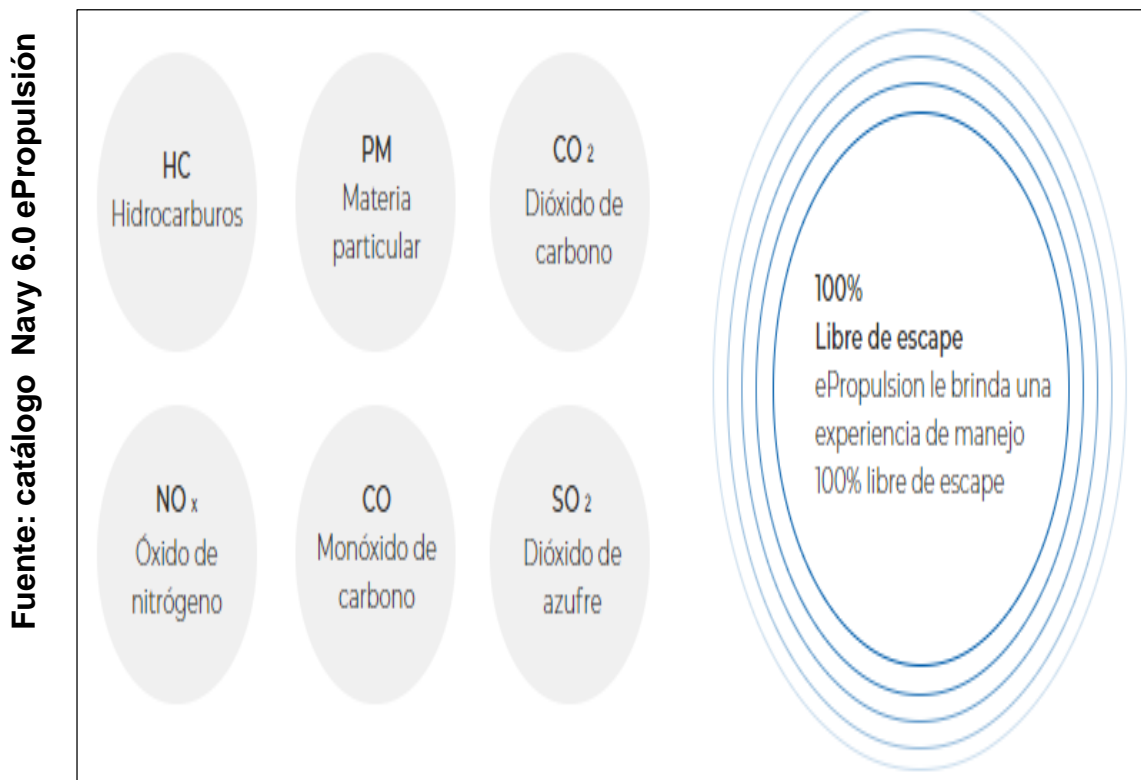 Fuente: catálogo Navy 6.0 ePropulsión
HC
Hidrocarburos
PM
Materia
particular
CO 2
Dióxido de
carbono
NO x
Óxido de
nitrógeno
CO
Monóxido de
carbono
SO 2
Dióxido de
azufre
100%
Libre de escape
ePropulsion le brinda una
experiencia de manejo
100% libre de escape